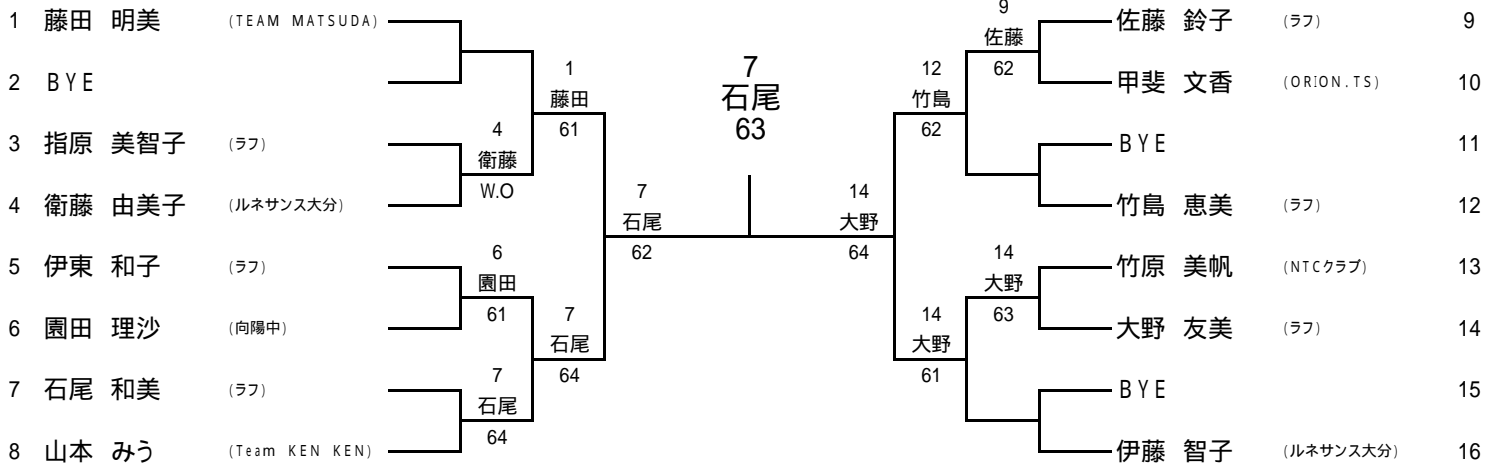 1 藤田 明美 (TEAM MATSUDA)
2 BYE
3 指原 美智子 (ラフ)
4 衛藤 由美子 (ルネサンス大分)
5 伊東 和子 (ラフ)
6 園田 理沙 (向陽中)
7 石尾 和美 (ラフ)
8 山本 みう (Team KEN KEN)
4
衛藤
W.O
6
園田
61
7
石尾
64
1
藤田
61
7
石尾
64
7
石尾
62
7
石尾
63
14
大野
64
12
竹島
62
14
大野
61
9
佐藤
62
14
大野
63
佐藤 鈴子 (ラフ) 9
甲斐 文香 (ORION.TS) 10
BYE 11
竹島 恵美 (ラフ) 12
竹原 美帆 (NTCクラブ) 13
大野 友美 (ラフ) 14
BYE 15
伊藤 智子 (ルネサンス大分) 16